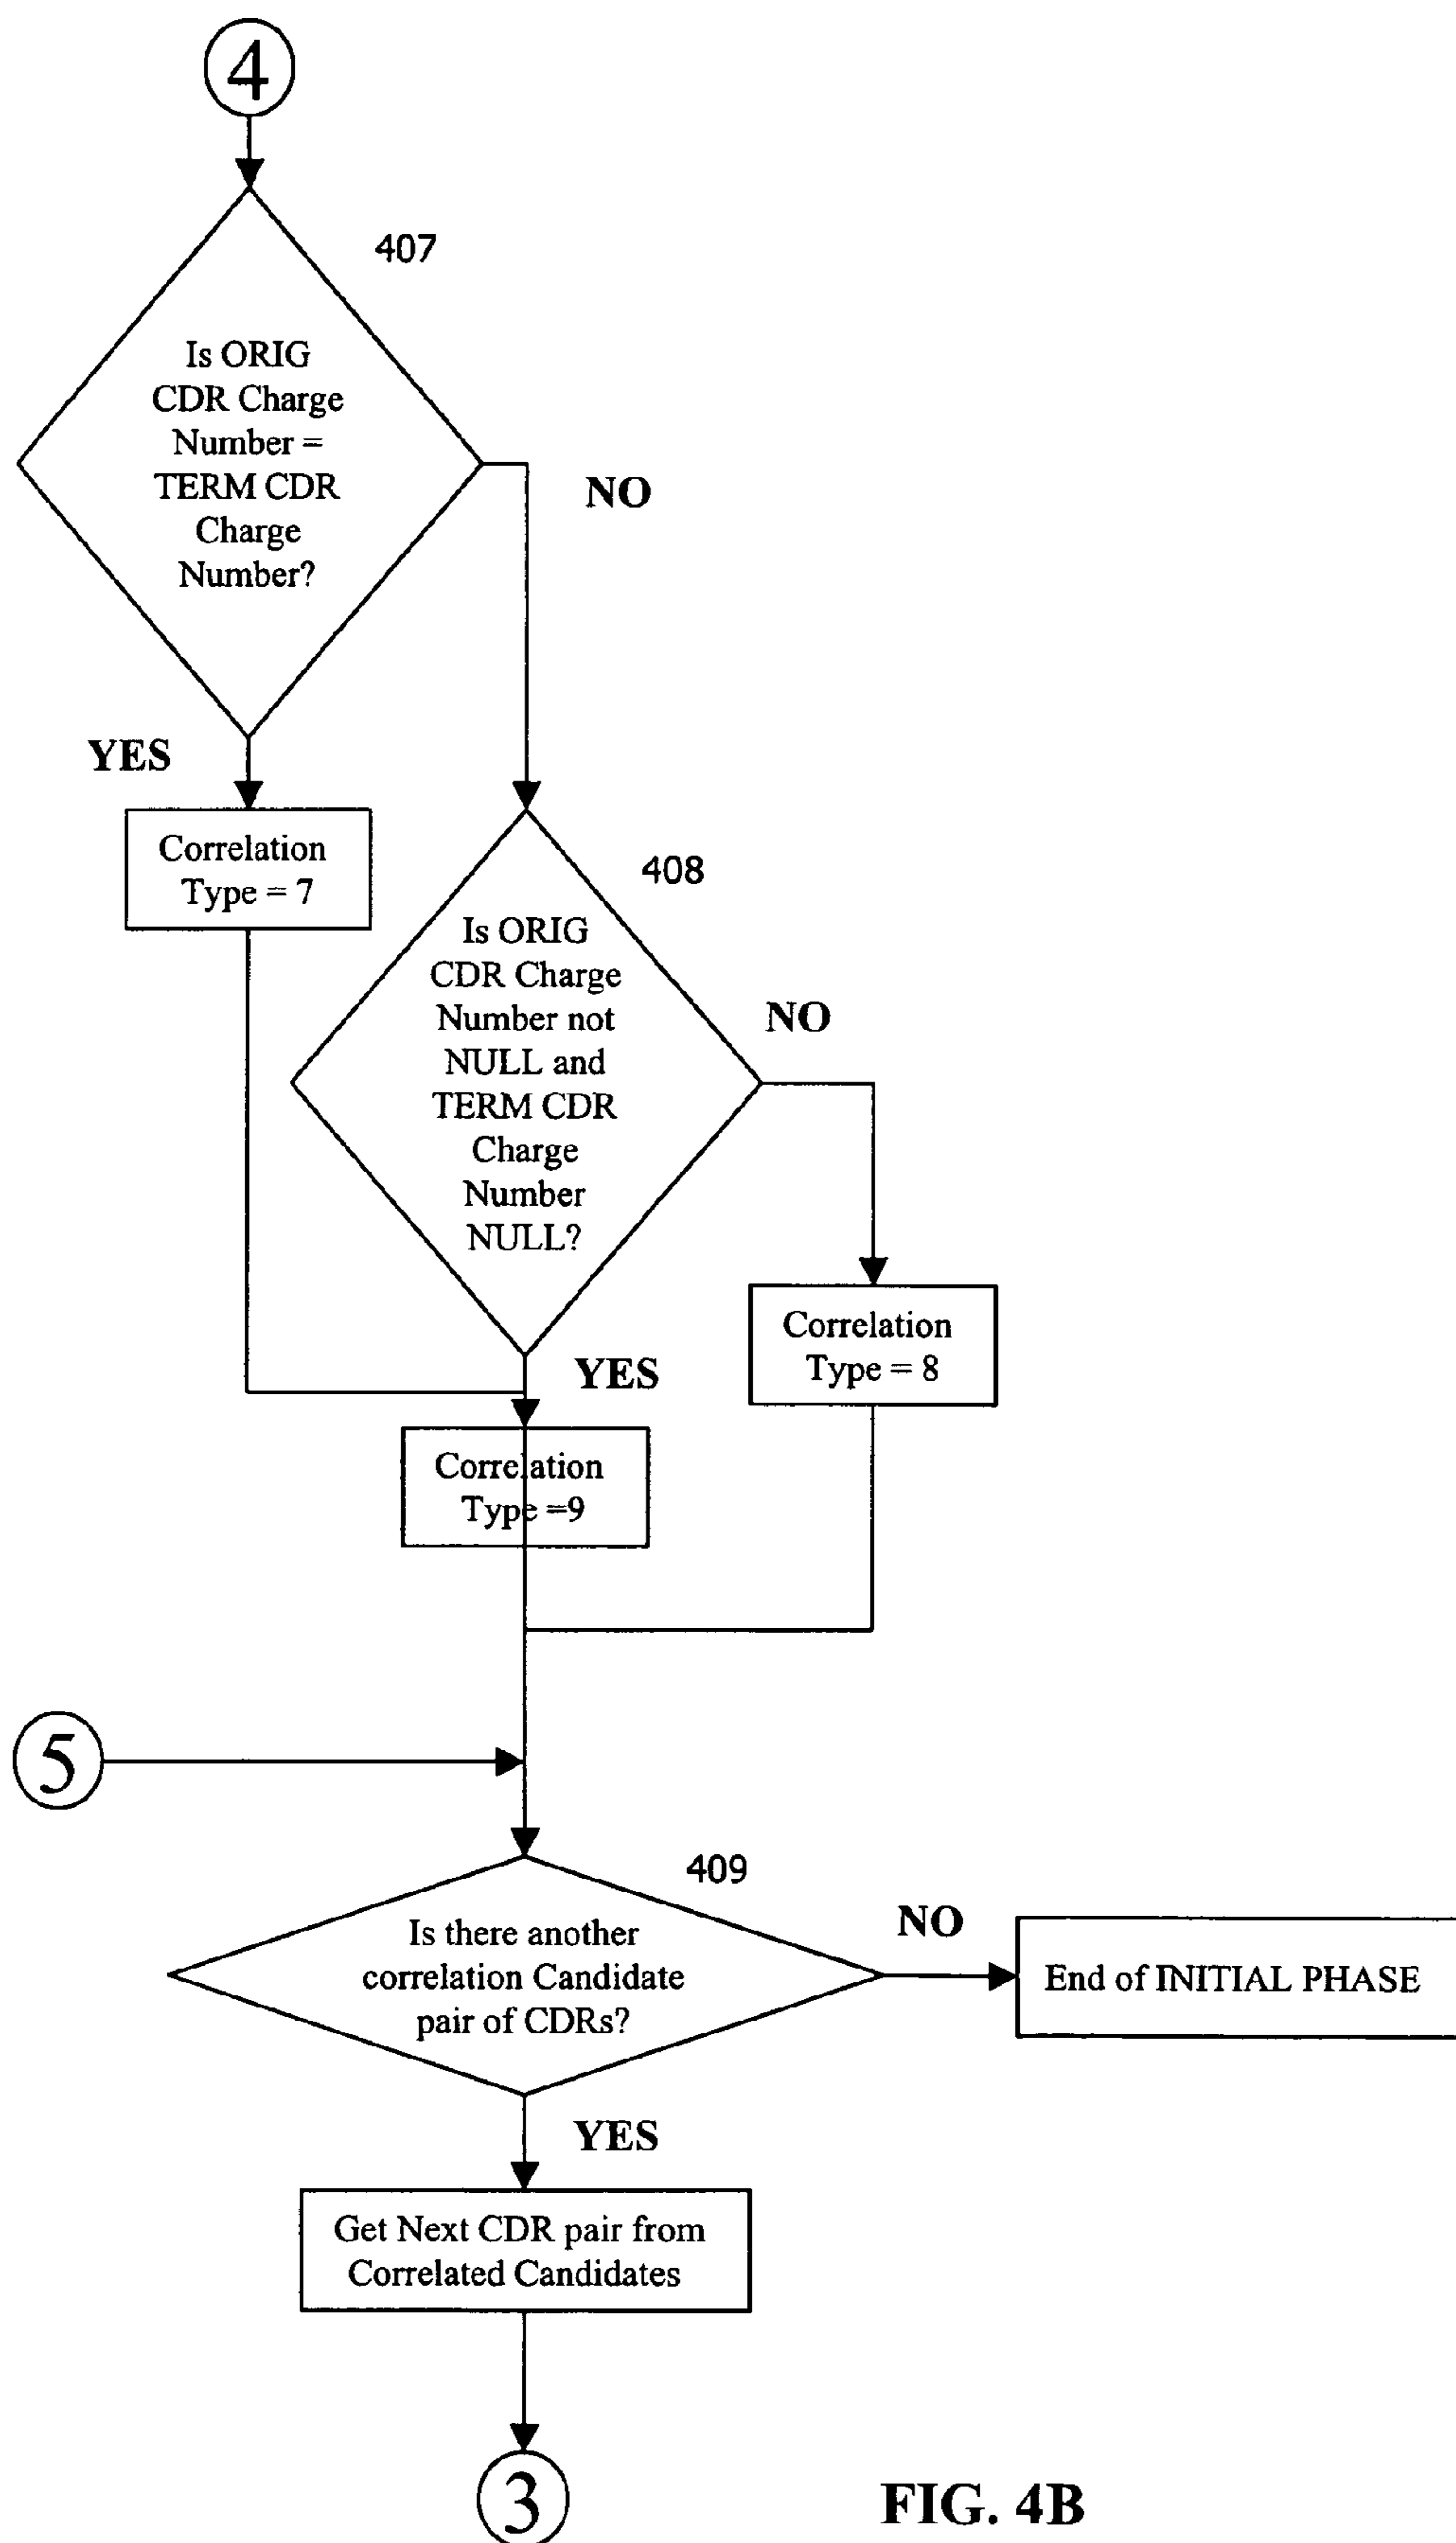 4
407
Is ORIG
CDR Charge
Number =
TERM CDR
Charge
Number?
NO
YES
Correlation
Type = 7
408
Is ORIG
CDR Charge
Number not
NULL and
TERM CDR
Charge
Number
NULL?
NO
YES
Correlation
Type = 8
Correlation
Type =9
5
409
Is there another
correlation Candidate
pair of CDRs?
NO
End of INITIAL PHASE
YES
Get Next CDR pair from
Correlated Candidates
3
FIG. 4B